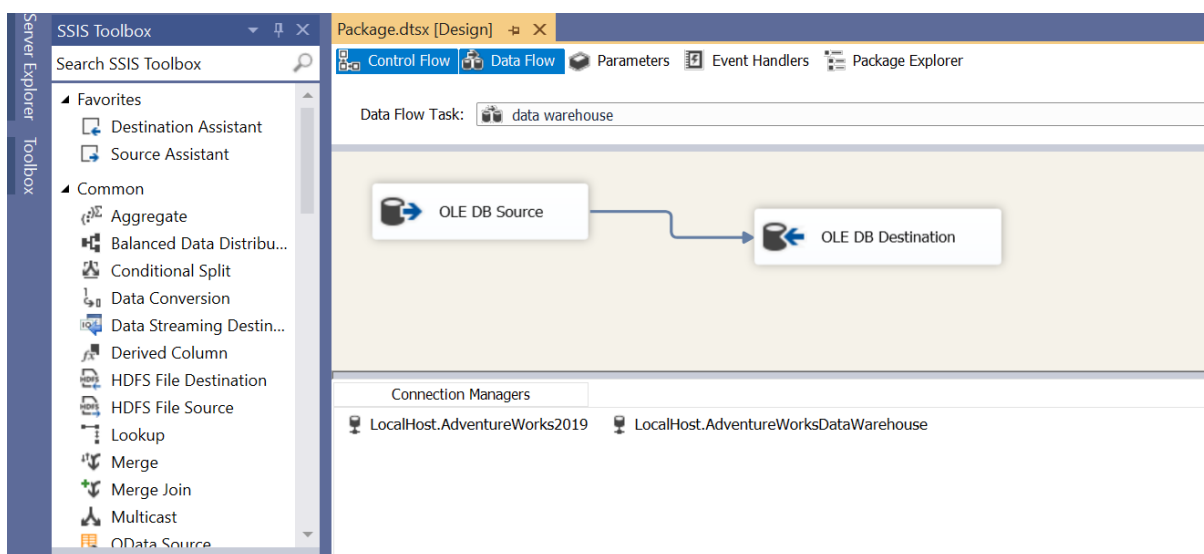 Server Explorer
Toolbox
SSIS Toolbox
Search SSIS Toolbox
Favorites
Destination Assistant
Source Assistant
Common
Aggregate
Balanced Data Distribu...
Conditional Split
Data Conversion
Data Streaming Destin...
Derived Column
HDFS File Destination
HDFS File Source
Lookup
Merge
Merge Join
Multicast
OData Source
Package.dtsx [Design]
Control Flow Data Flow Parameters Event Handlers Package Explorer
Data Flow Task: data warehouse
OLE DB Source
OLE DB Destination
Connection Managers
LocalHost.AdventureWorks2019 LocalHost.AdventureWorksDataWarehouse